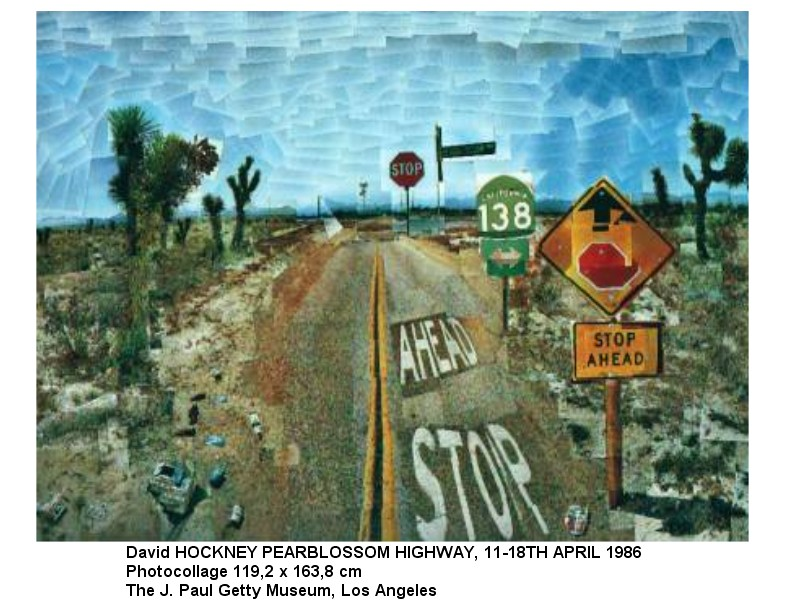 STOP
CALIFORNIA
138
STOP
AHEAD
AHEAD
STOP
David HOCKNEY PEARBLOSSOM HIGHWAY, 11-18TH APRIL 1986
Photocollage 119,2 x 163,8 cm
The J. Paul Getty Museum, Los Angeles